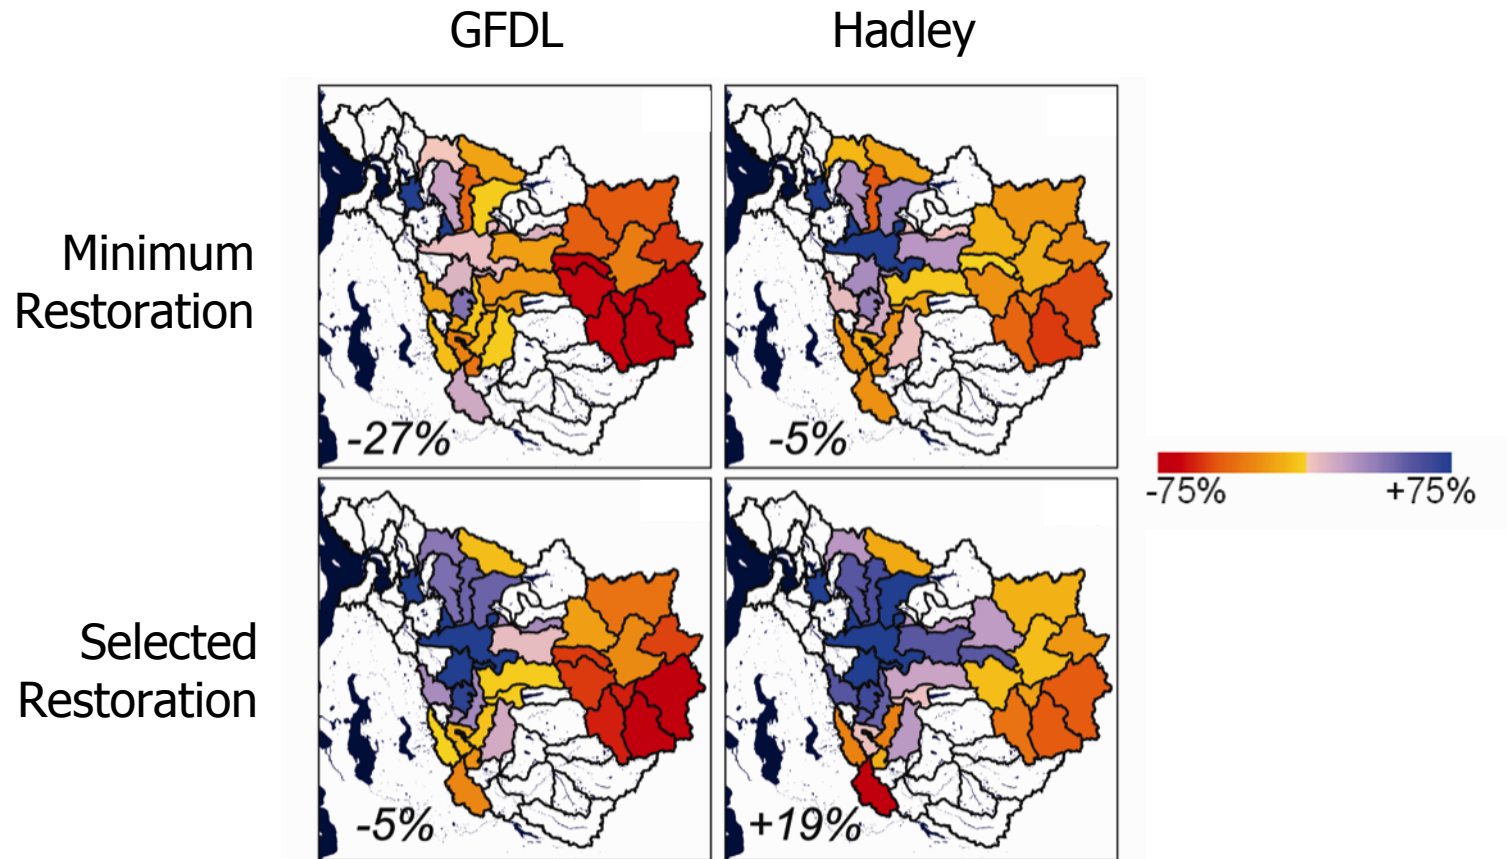 GFDL
Hadley
Minimum
Restoration
-27%
-5%
-75%
+75%
Selected
Restoration
-5%
+19%